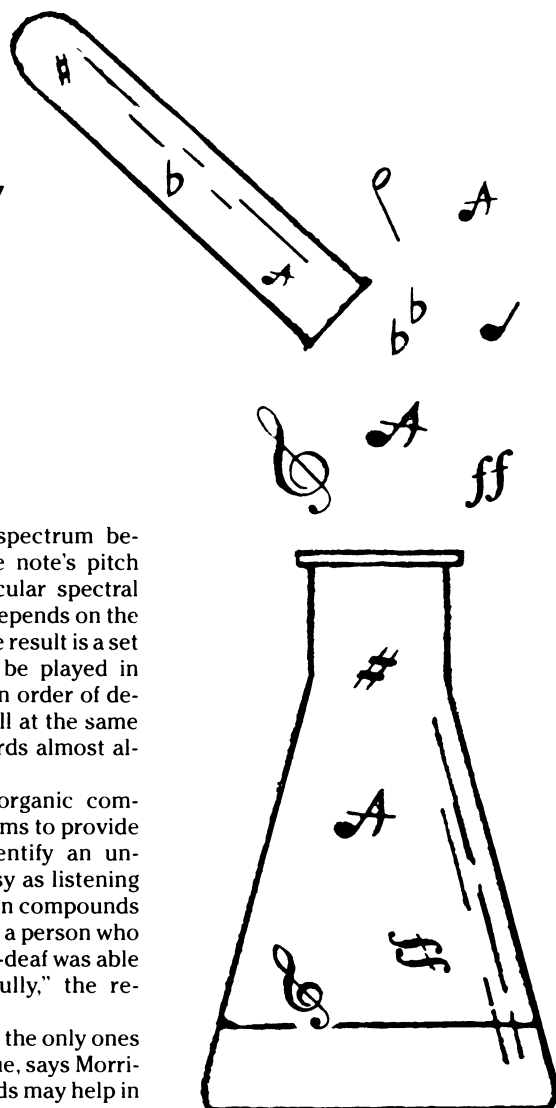 spectrum be-
e note's pitch
cular spectral
epends on the
e result is a set
be played in
n order of de-
ll at the same
rds almost al-
organic com-
ms to provide
entify an un-
sy as listening
n compounds
a person who
-deaf was able
fully," the re-
the only ones
ue, says Morri-
ds may help in